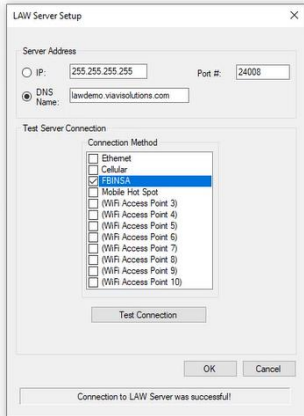 LAW Server Setup
Server Address
IP: 255.255.255.255 Port #: 24008
DNS Name: lawdemo.viavisolutions.com
Test Server Connection
Connection Method
Ethernet
Cellular
FBINSA
Mobile Hot Spot
(WiFi Access Point 3)
(WiFi Access Point 4)
(WiFi Access Point 5)
(WiFi Access Point 6)
(WiFi Access Point 7)
(WiFi Access Point 8)
(WiFi Access Point 9)
(WiFi Access Point 10)
Test Connection
OK Cancel
Connection to LAW Server was successful!